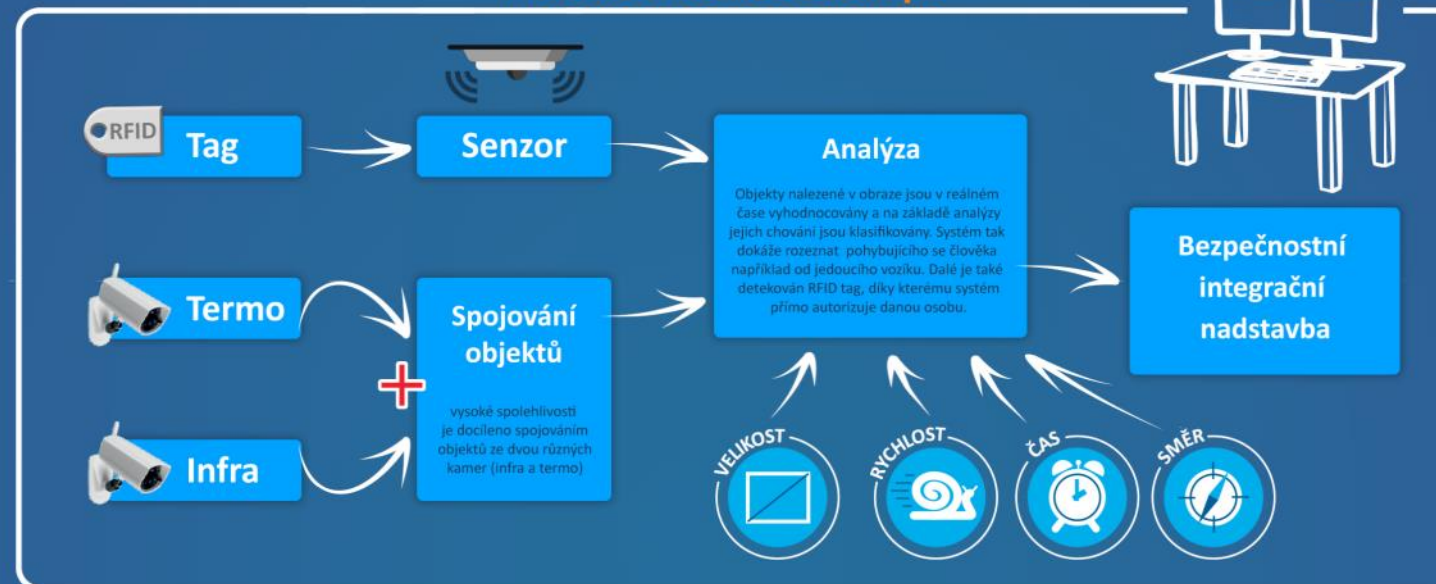 RFID
Tag
Senzor
Analýza
Objekty nalezené v obraze jsou v reálném
čase vyhodnocovány a na základě analýzy
jejich chování jsou klasifikovány. Systém tak
dokáže rozeznat pohybujícího se člověka
například od jedoucího vozíku. Dalé je také
detekován RFID tag, díky kterému systém
přímo autorizuje danou osobu.
Bezpečnostní
integrační
nadstavba
Termo
Spojování
objektů
vysoké spolehlivosti
je docíleno spojováním
objektů ze dvou různých
kamer (infra a termo)
Infra
VELIKOST
RYCHLOST
ČAS
SMĚR